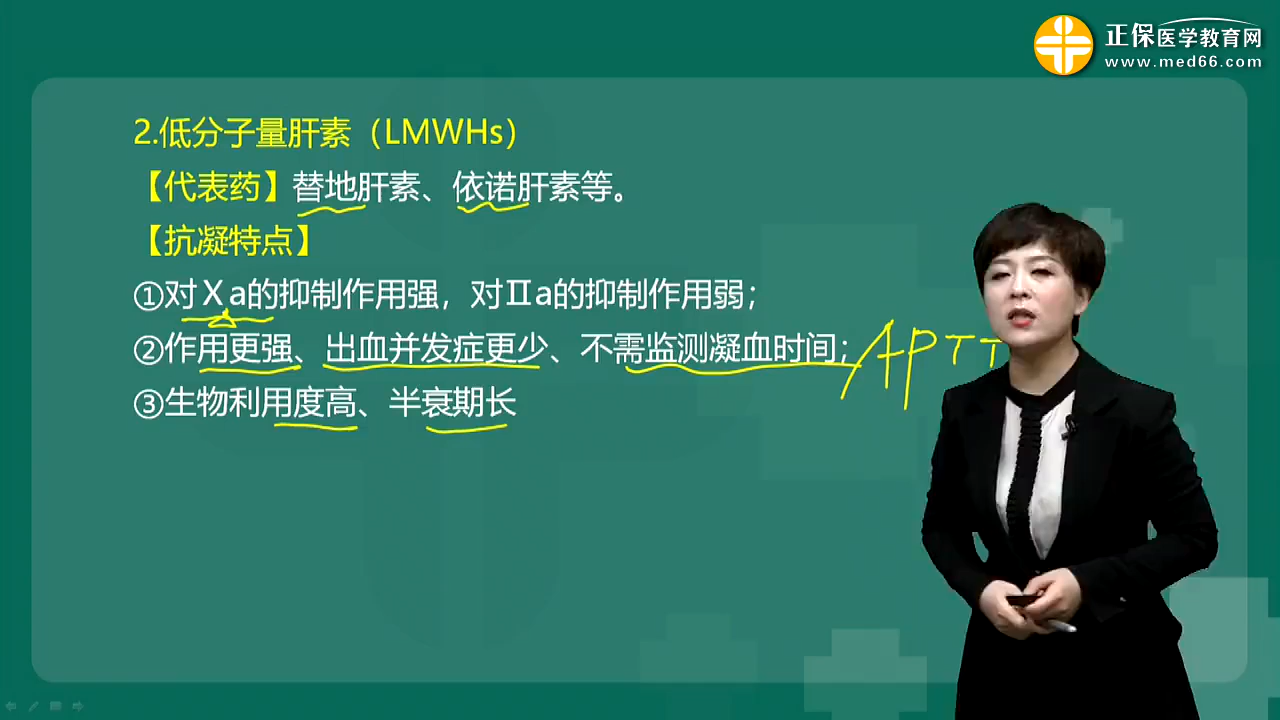 正保医学教育网
www.med66.com
2.低分子量肝素（LMWHs）
【代表药】替地肝素、依诺肝素等。
【抗凝特点】
①对Ⅹa的抑制作用强，对Ⅱa的抑制作用弱；
②作用更强、出血并发症更少、不需监测凝血时间；APTT
③生物利用度高、半衰期长